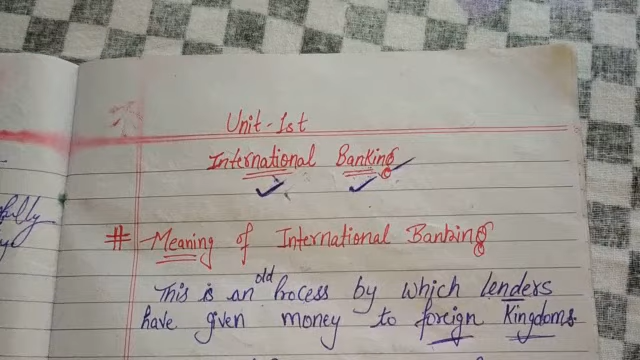 Unit-1st
International Banking
# Meaning of International Banking
This is an old Process by which lenders
have given money to foreign Kingdoms.
fully